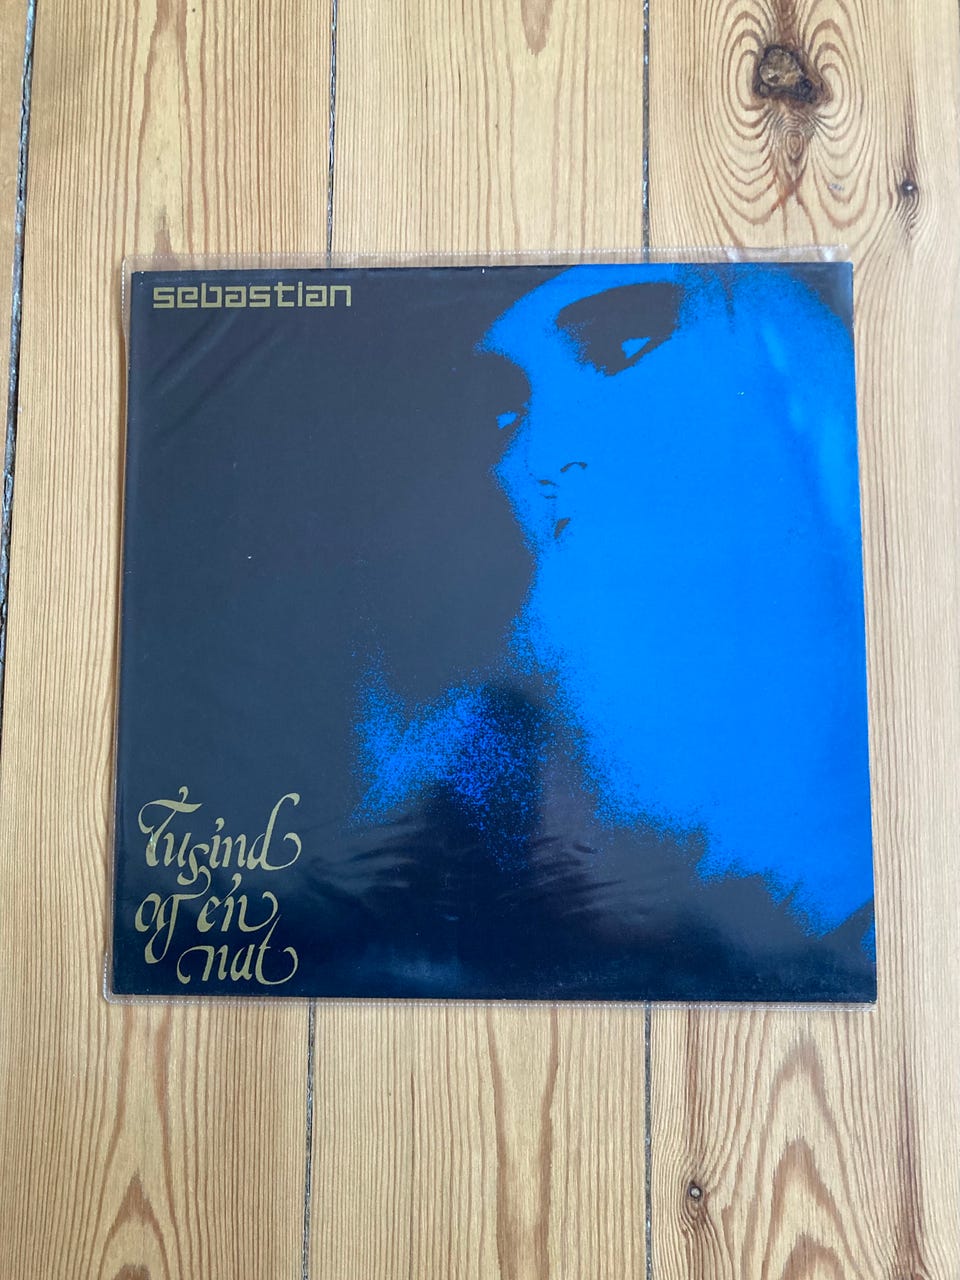 sebastian
Tusind
og én
nat